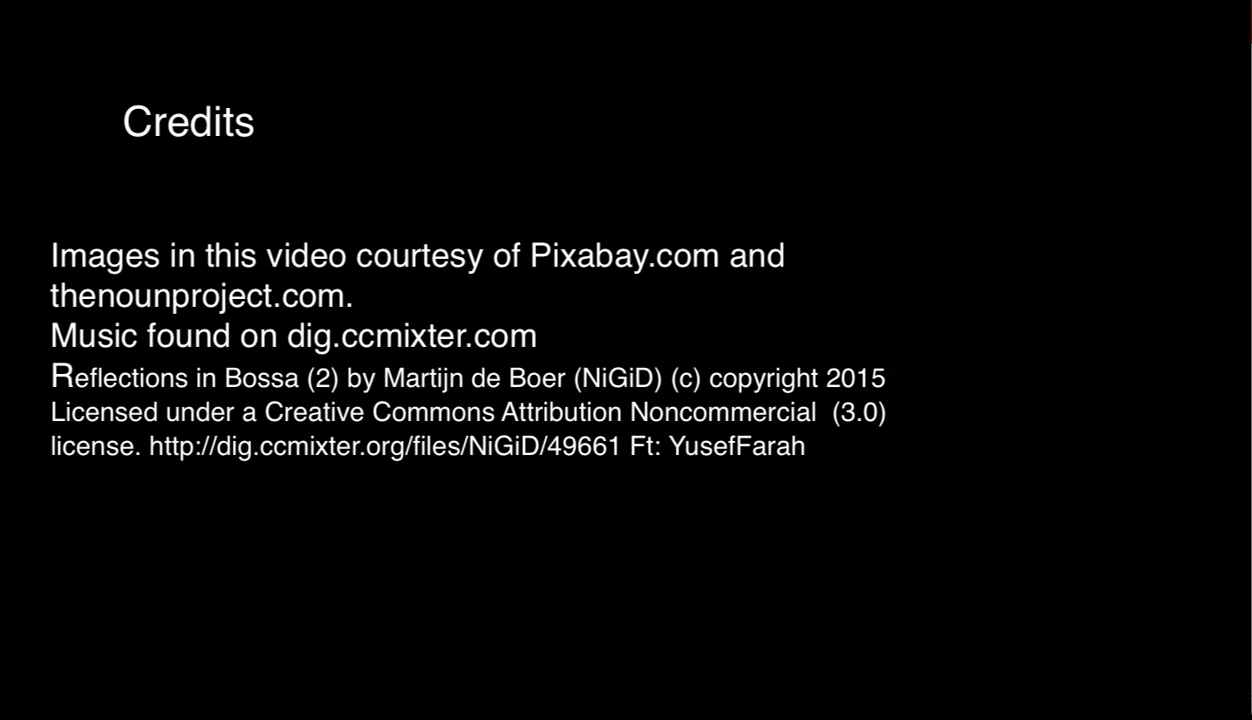 Credits
Images in this video courtesy of Pixabay.com and
thenounproject.com.
Music found on dig.ccmixter.com
Reflections in Bossa (2) by Martijn de Boer (NiGiD) (c) copyright 2015
Licensed under a Creative Commons Attribution Noncommercial  (3.0)
license. http://dig.ccmixter.org/files/NiGiD/49661 Ft: YusefFarah